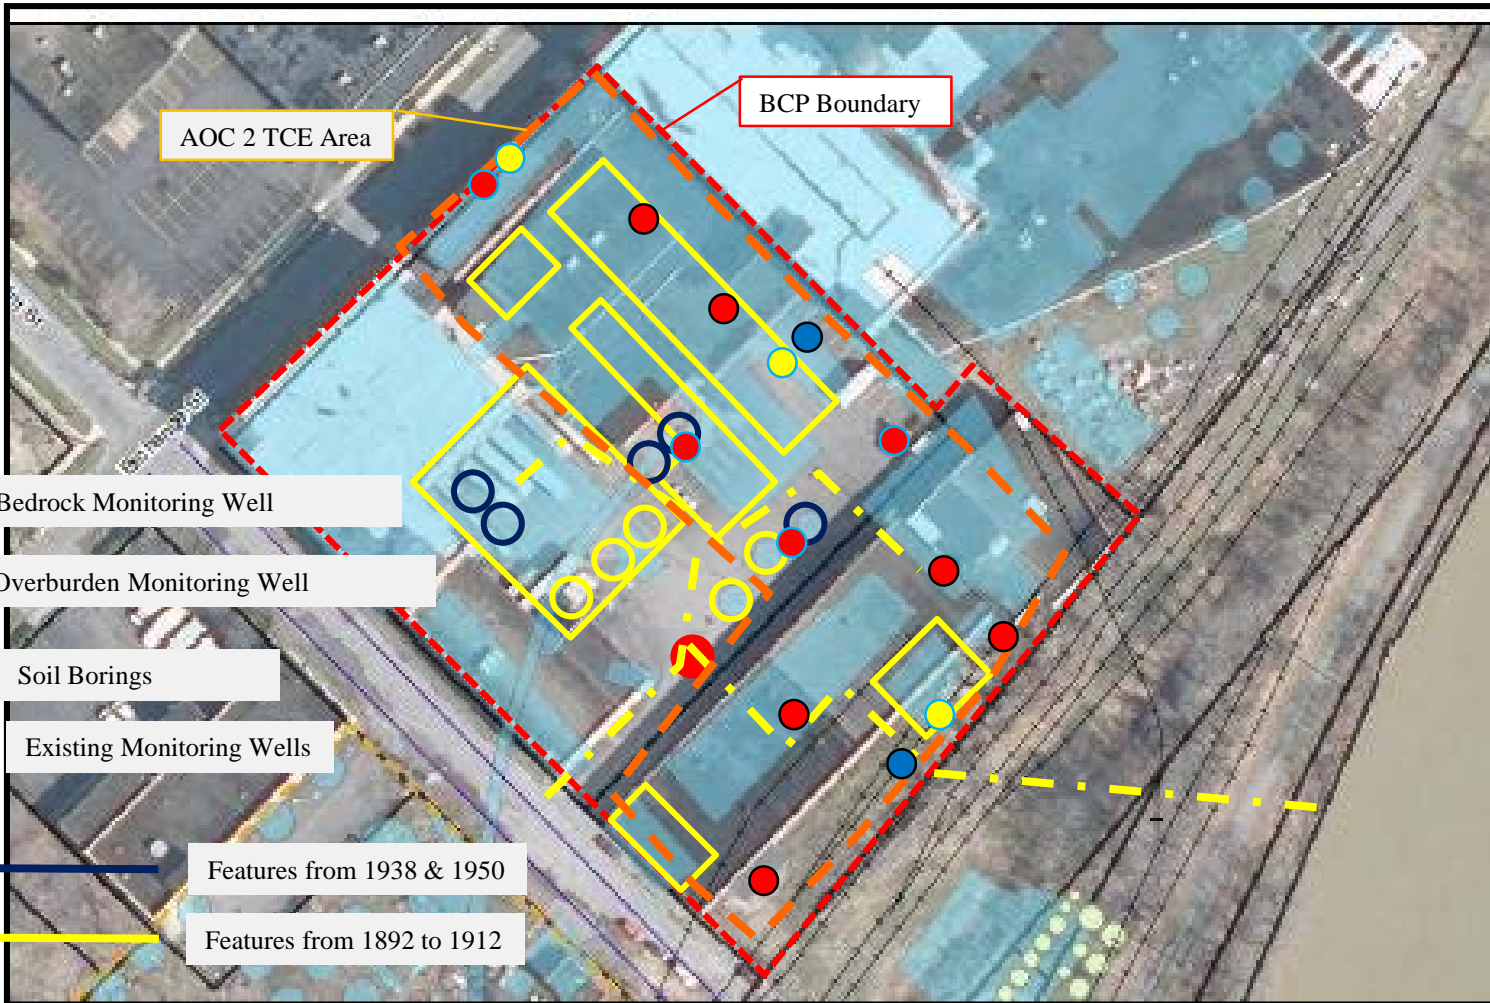 BCP Boundary
AOC 2 TCE Area
Bedrock Monitoring Well
Overburden Monitoring Well
Soil Borings
Existing Monitoring Wells
Features from 1938 & 1950
Features from 1892 to 1912